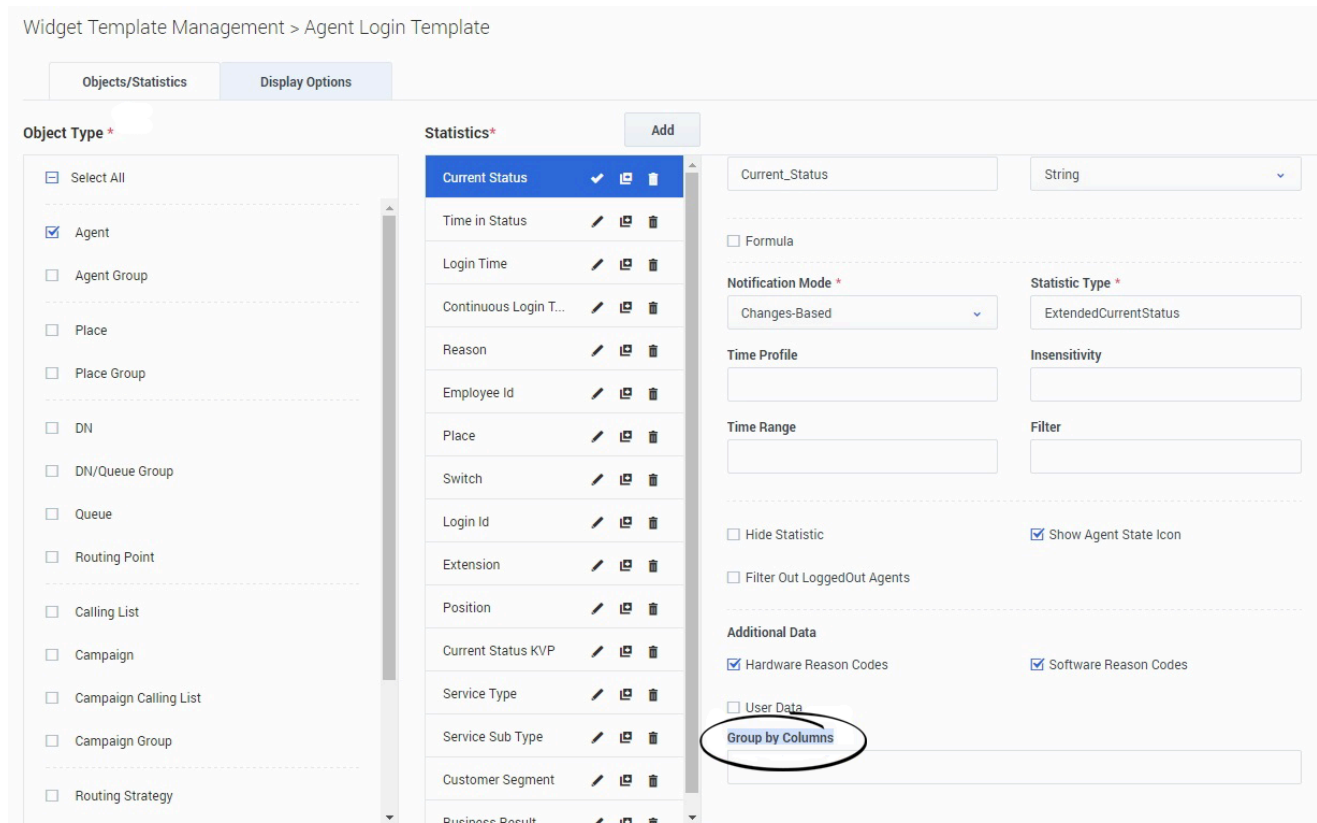 Widget Template Management > Agent Login Template
Objects/Statistics
Display Options
Object Type *
Select All
Agent
Agent Group
Place
Place Group
DN
DN/Queue Group
Queue
Routing Point
Calling List
Campaign
Campaign Calling List
Campaign Group
Routing Strategy
Statistics*
Add
Current Status
Time in Status
Login Time
Continuous Login T...
Reason
Employee Id
Place
Switch
Login Id
Extension
Position
Current Status KVP
Service Type
Service Sub Type
Customer Segment
Business Result
Current_Status
String
Formula
Notification Mode *
Statistic Type *
Changes-Based
ExtendedCurrentStatus
Time Profile
Insensitivity
Time Range
Filter
Hide Statistic
Show Agent State Icon
Filter Out LoggedOut Agents
Additional Data
Hardware Reason Codes
Software Reason Codes
User Data
Group by Columns